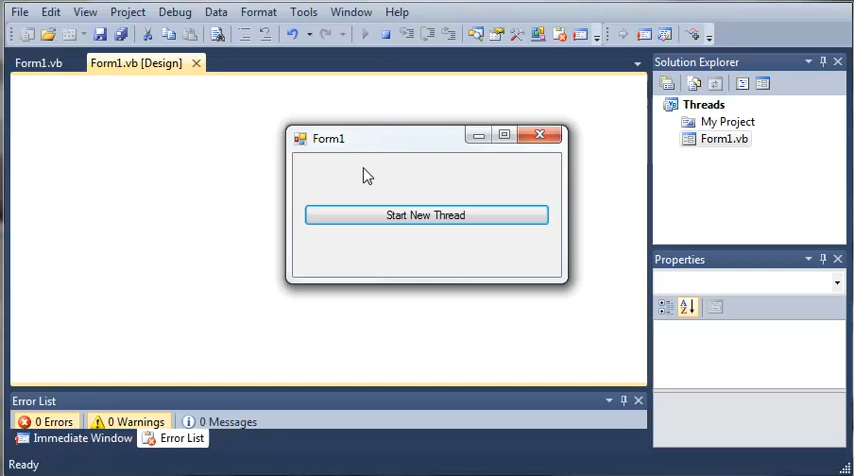 File Edit View Project Debug Data Format Tools Window Help
Form1.vb Form1.vb [Design]
Solution Explorer
Threads
My Project
Form1.vb
Form1
Start New Thread
Properties
A
Z
Error List
0 Errors 0 Warnings 0 Messages
Immediate Window Error List
Ready